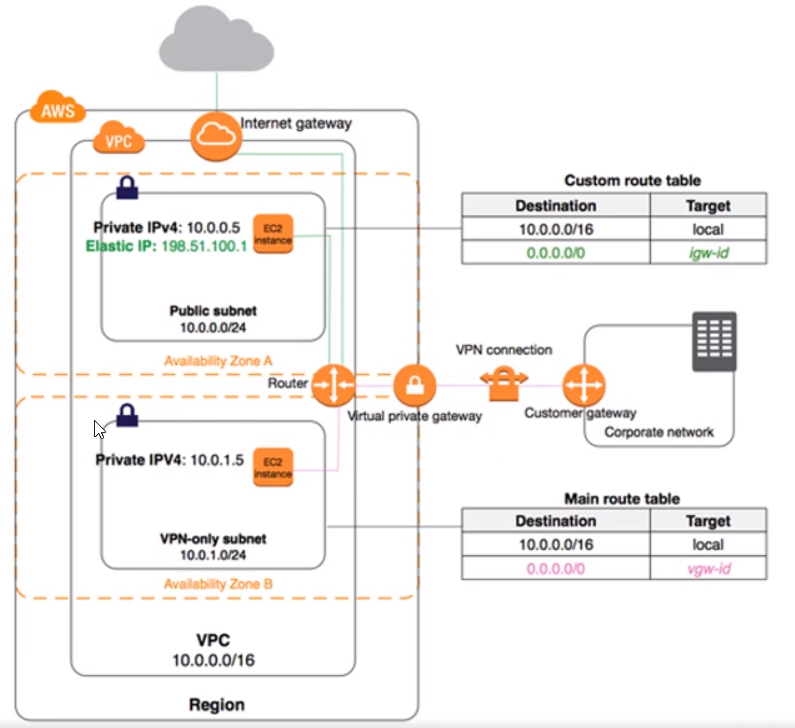 AWS
Internet gateway
VPC
Private IPv4: 10.0.0.5
Elastic IP: 198.51.100.1
EC2
instance
Public subnet
10.0.0.0/24
Availability Zone A
Custom route table
Destination Target
10.0.0.0/16 local
0.0.0.0/0 igw-id
Router
Virtual private gateway
VPN connection
Customer gateway
Corporate network
Private IPV4: 10.0.1.5
EC2
instance
VPN-only subnet
10.0.1.0/24
Availability Zone B
Main route table
Destination Target
10.0.0.0/16 local
0.0.0.0/0 vgw-id
VPC
10.0.0.0/16
Region